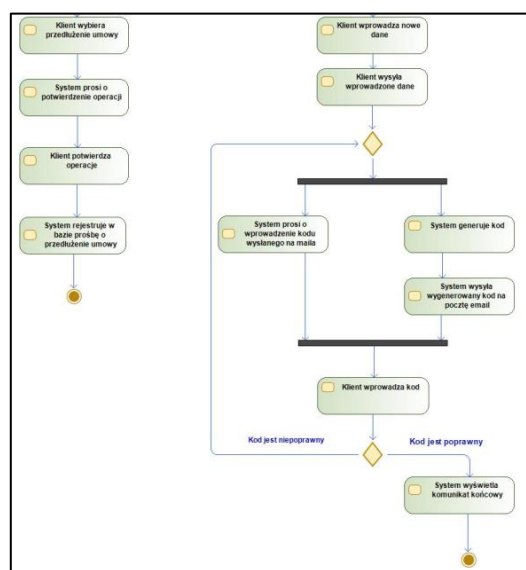 Klient wybiera
przedłużenie umowy
System prosi o
potwierdzenie operacji
Klient potwierdza
operacje
System rejestruje w
bazie prośbę o
przedłużenie umowy
Klient wprowadza nowe
dane
Klient wysyła
wprowadzone dane
System prosi o
wprowadzenie kodu
wysłanego na maila
System generuje kod
System wysyła
wygenerowany kod na
pocztę email
Klient wprowadza kod
Kod jest niepoprawny
Kod jest poprawny
System wyświetla
komunikat końcowy